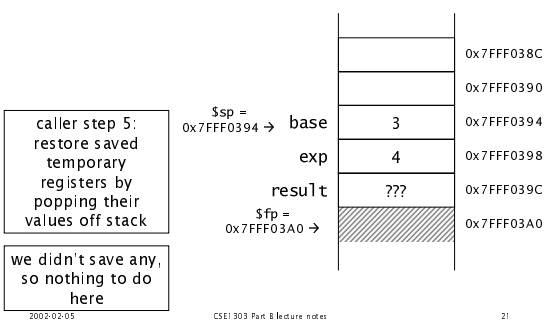 0x7FFF038C
0x7FFF0390
$sp =
0x7FFF0394 → base 3 0x7FFF0394
exp 4 0x7FFF0398
result ??? 0x7FFF039C
$fp =
0x7FFF03A0 → 0x7FFF03A0
caller step 5:
restore saved
temporary
registers by
popping their
values off stack
we didn't save any,
so nothing to do
here
2002-02-05 CSE1303 Part B lecture notes 21